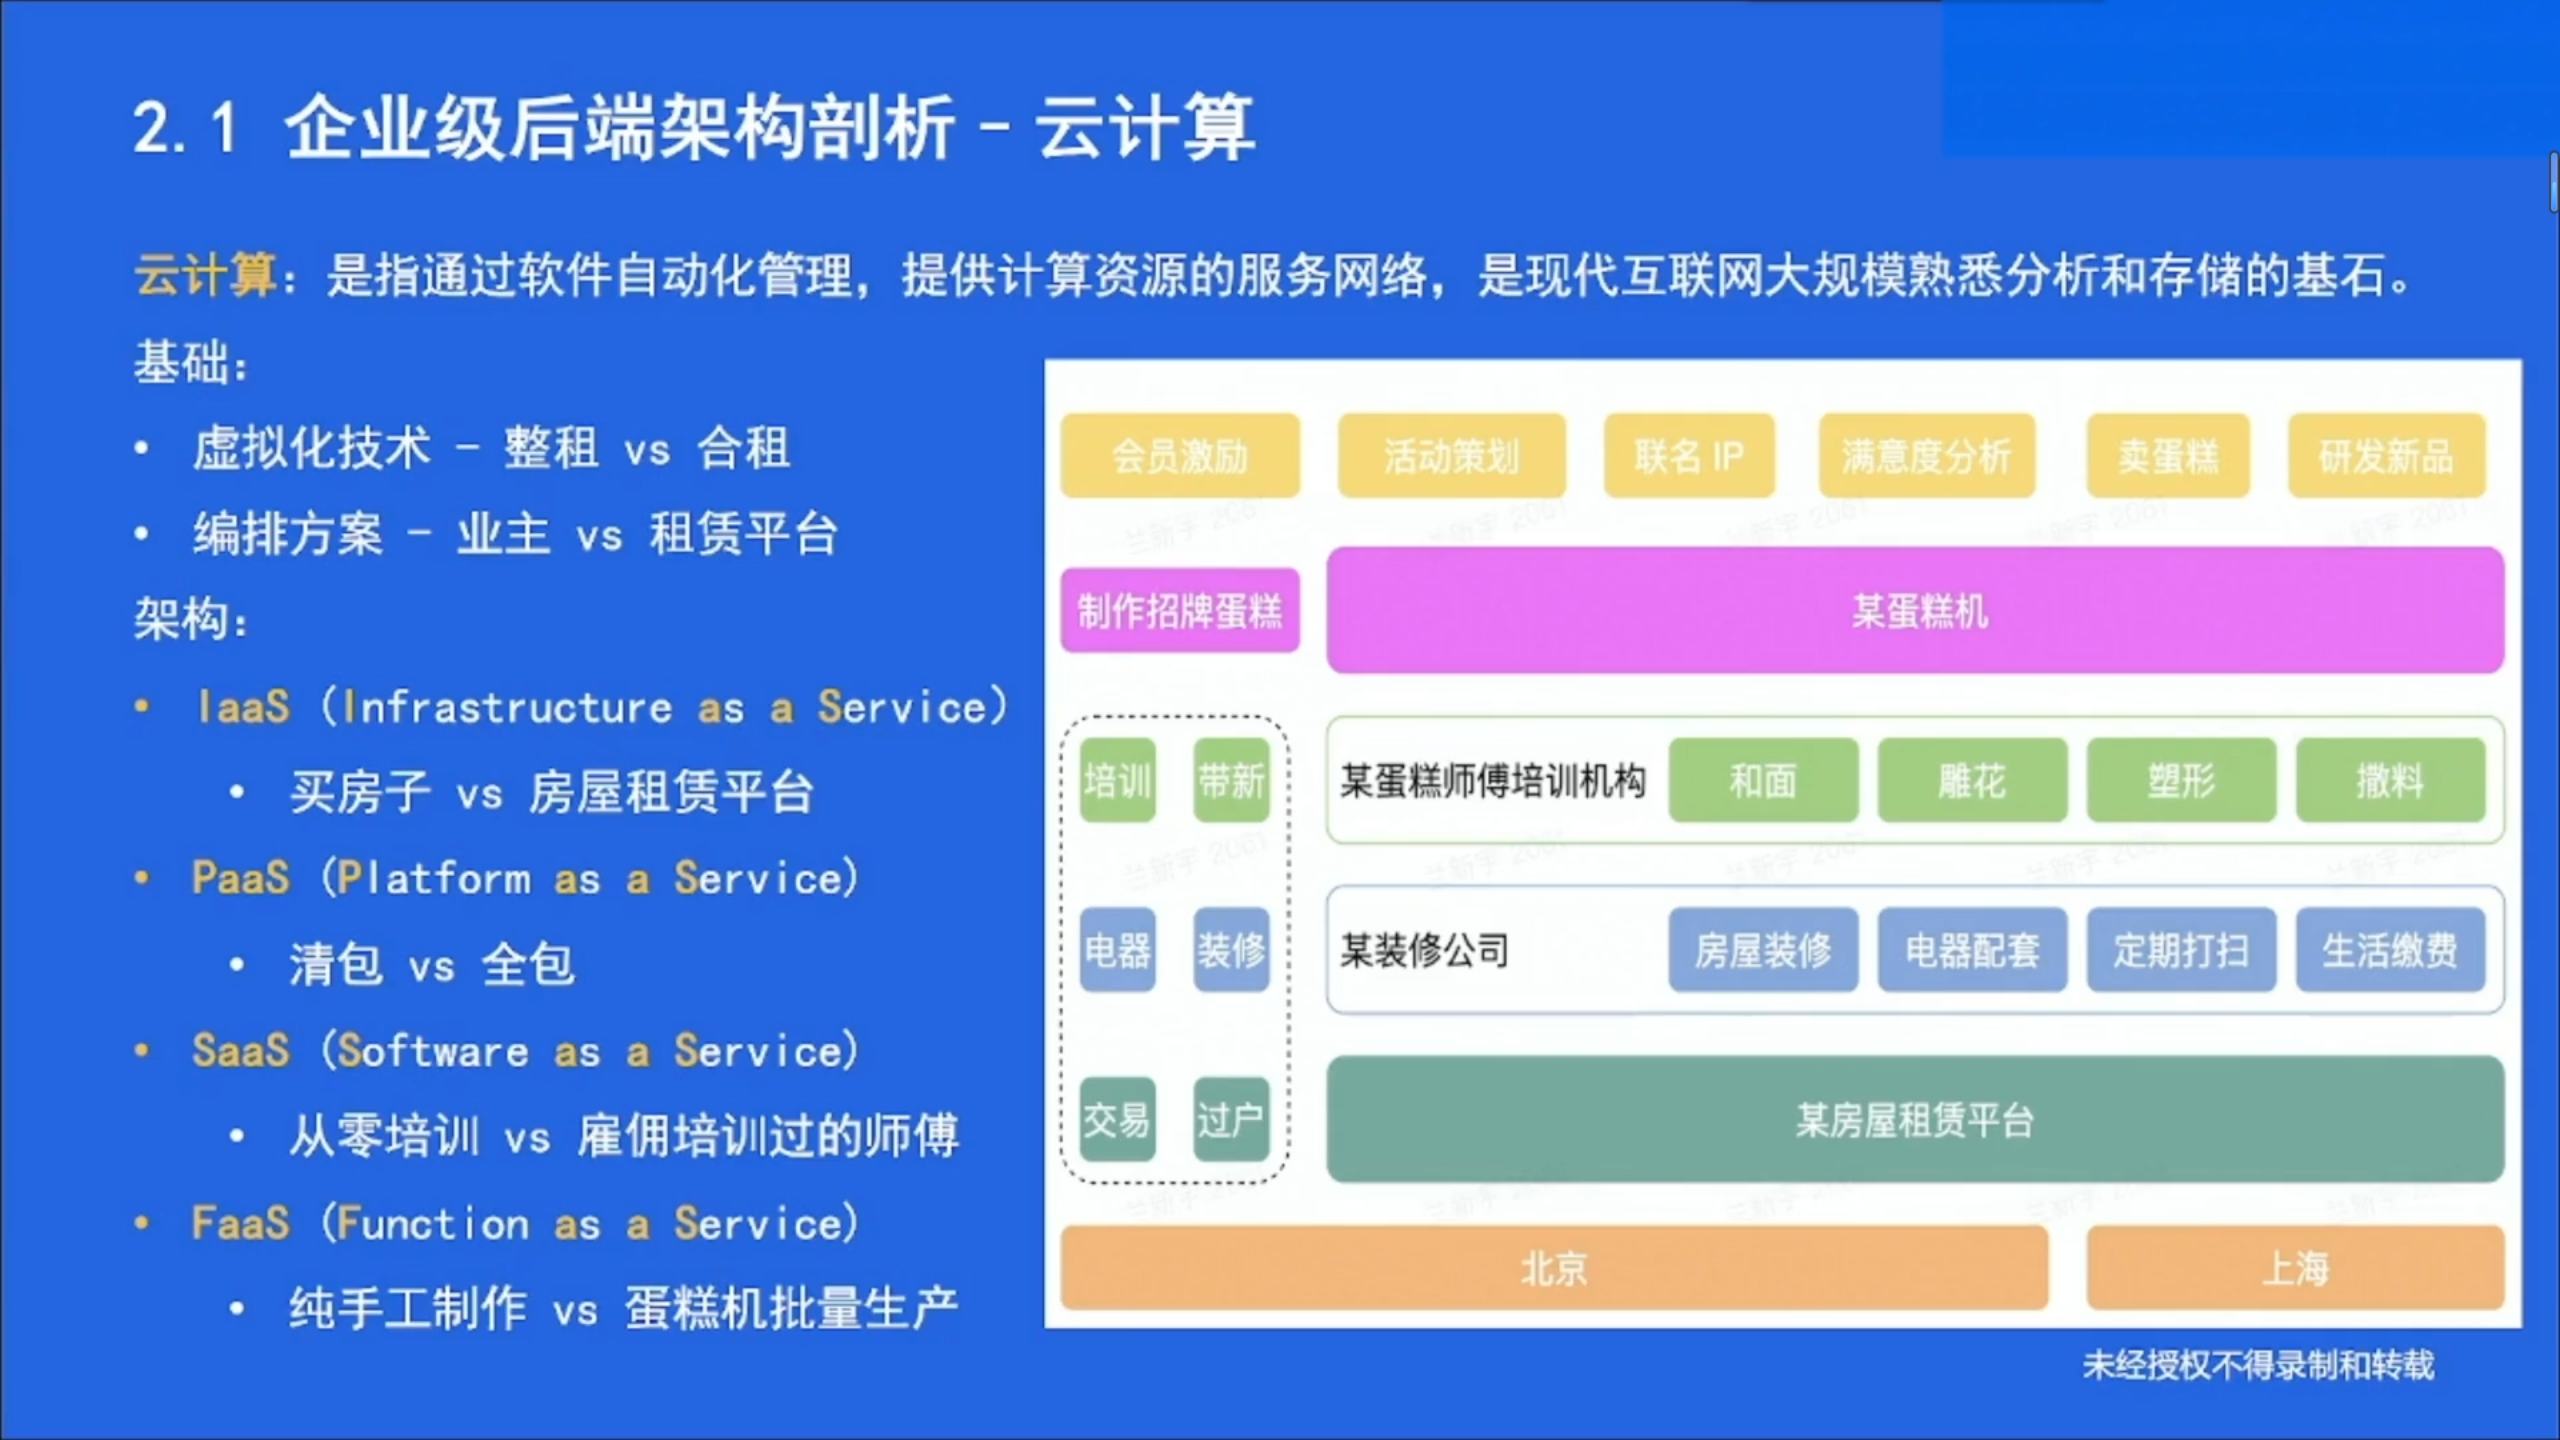 2.1 企业级后端架构剖析 - 云计算
云计算：是指通过软件自动化管理，提供计算资源的服务网络，是现代互联网大规模熟悉分析和存储的基石。
基础：
• 虚拟化技术 - 整租 vs 合租
• 编排方案 - 业主 vs 租赁平台
架构：
• IaaS (Infrastructure as a Service)
• 买房子 vs 房屋租赁平台
• PaaS (Platform as a Service)
• 清包 vs 全包
• SaaS (Software as a Service)
• 从零培训 vs 雇佣培训过的师傅
• FaaS (Function as a Service)
• 纯手工制作 vs 蛋糕机批量生产
会员激励 活动策划 联名 IP 满意度分析 卖蛋糕 研发新品
制作招牌蛋糕 某蛋糕机
培训 带新 某蛋糕师傅培训机构 和面 雕花 塑形 撒料
电器 装修 某装修公司 房屋装修 电器配套 定期打扫 生活缴费
交易 过户 某房屋租赁平台
北京 上海
未经授权不得录制和转载